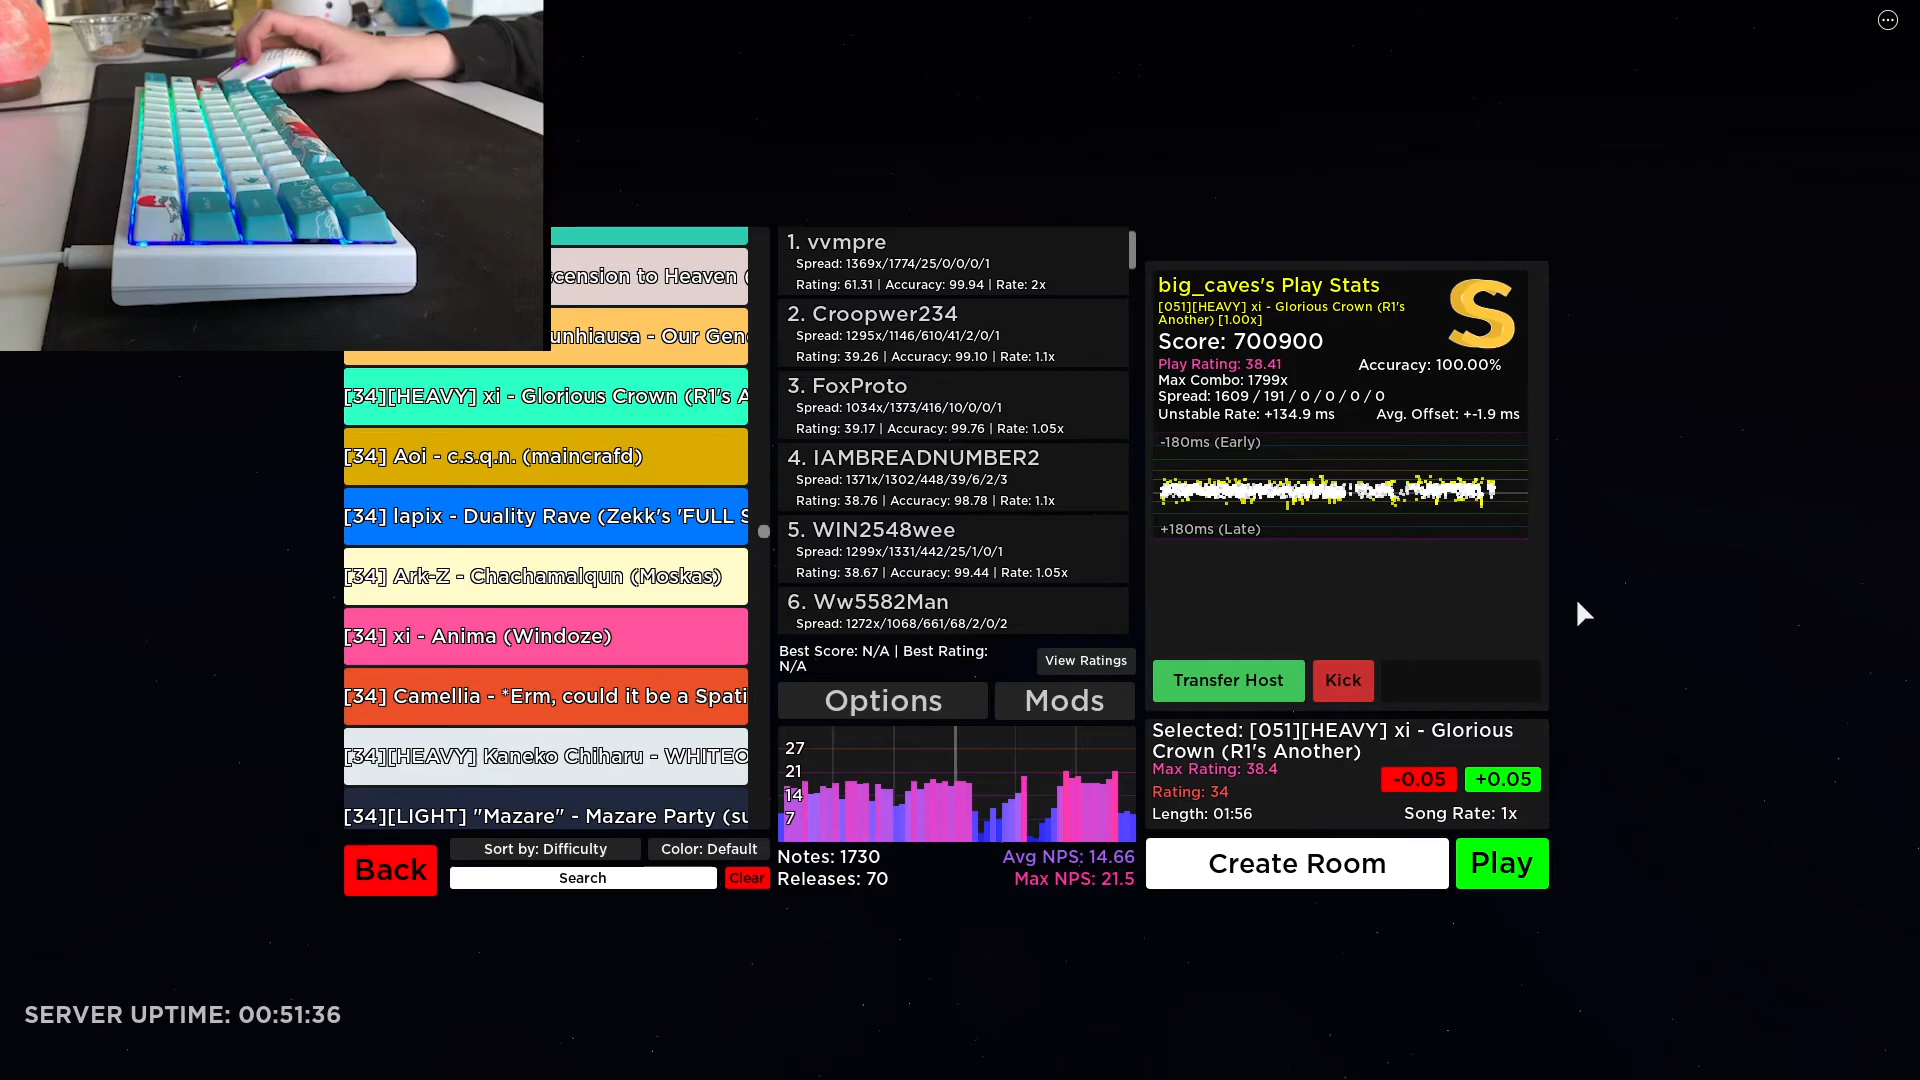 cension to Heaven (
unhiausa - Our Gen
[34][HEAVY] xi - Glorious Crown (R1's A
[34] Aoi - c.s.q.n. (maincrafd)
[34] lapix - Duality Rave (Zekk's 'FULL S
[34] Ark-Z - Chachamalqun (Moskas)
[34] xi - Anima (Windoze)
[34] Camellia - *Erm, could it be a Spati
[34][HEAVY] Kaneko Chiharu - WHITEO
[34][LIGHT] "Mazare" - Mazare Party (su
Back
Sort by: Difficulty
Color: Default
Search
Clear
1. vvmpre
Spread: 1369x/1774/25/0/0/0/1
Rating: 61.31 | Accuracy: 99.94 | Rate: 2x
2. Croopwer234
Spread: 1295x/1146/610/41/2/0/1
Rating: 39.26 | Accuracy: 99.10 | Rate: 1.1x
3. FoxProto
Spread: 1034x/1373/416/10/0/0/1
Rating: 39.17 | Accuracy: 99.76 | Rate: 1.05x
4. IAMBREADNUMBER2
Spread: 1371x/1302/448/39/6/2/3
Rating: 38.76 | Accuracy: 98.78 | Rate: 1.1x
5. WIN2548wee
Spread: 1299x/1331/442/25/1/0/1
Rating: 38.67 | Accuracy: 99.44 | Rate: 1.05x
6. Ww5582Man
Spread: 1272x/1068/661/68/2/0/2
Best Score: N/A | Best Rating:
N/A
View Ratings
Options
Mods
27
21
14
7
Notes: 1730
Avg NPS: 14.66
Releases: 70
Max NPS: 21.5
big_caves's Play Stats
[051][HEAVY] xi - Glorious Crown (R1's
Another) [1.00x]
S
Score: 700900
Play Rating: 38.41
Accuracy: 100.00%
Max Combo: 1799x
Spread: 1609 / 191 / 0 / 0 / 0 / 0
Unstable Rate: +134.9 ms
Avg. Offset: +-1.9 ms
-180ms (Early)
+180ms (Late)
Transfer Host
Kick
Selected: [051][HEAVY] xi - Glorious
Crown (R1's Another)
Max Rating: 38.4
-0.05
+0.05
Rating: 34
Length: 01:56
Song Rate: 1x
Create Room
Play
SERVER UPTIME: 00:51:36